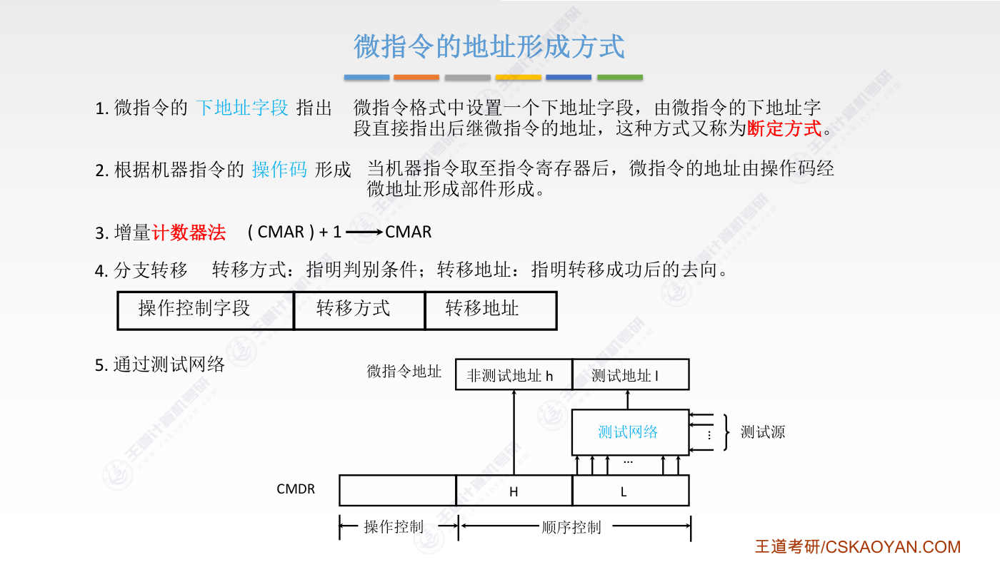 微指令的地址形成方式
1. 微指令的 下地址字段 指出 微指令格式中设置一个下地址字段，由微指令的下地址字
段直接指出后继微指令的地址，这种方式又称为断定方式。
2. 根据机器指令的 操作码 形成 当机器指令取至指令寄存器后，微指令的地址由操作码经
微地址形成部件形成。
3. 增量计数器法 ( CMAR ) + 1 CMAR
4. 分支转移 转移方式：指明判别条件；转移地址：指明转移成功后的去向。
操作控制字段 转移方式 转移地址
5. 通过测试网络
微指令地址 非测试地址 h 测试地址 l
测试网络 … 测试源
…
CMDR H L
操作控制 顺序控制
王道考研/CSKAOYAN.COM